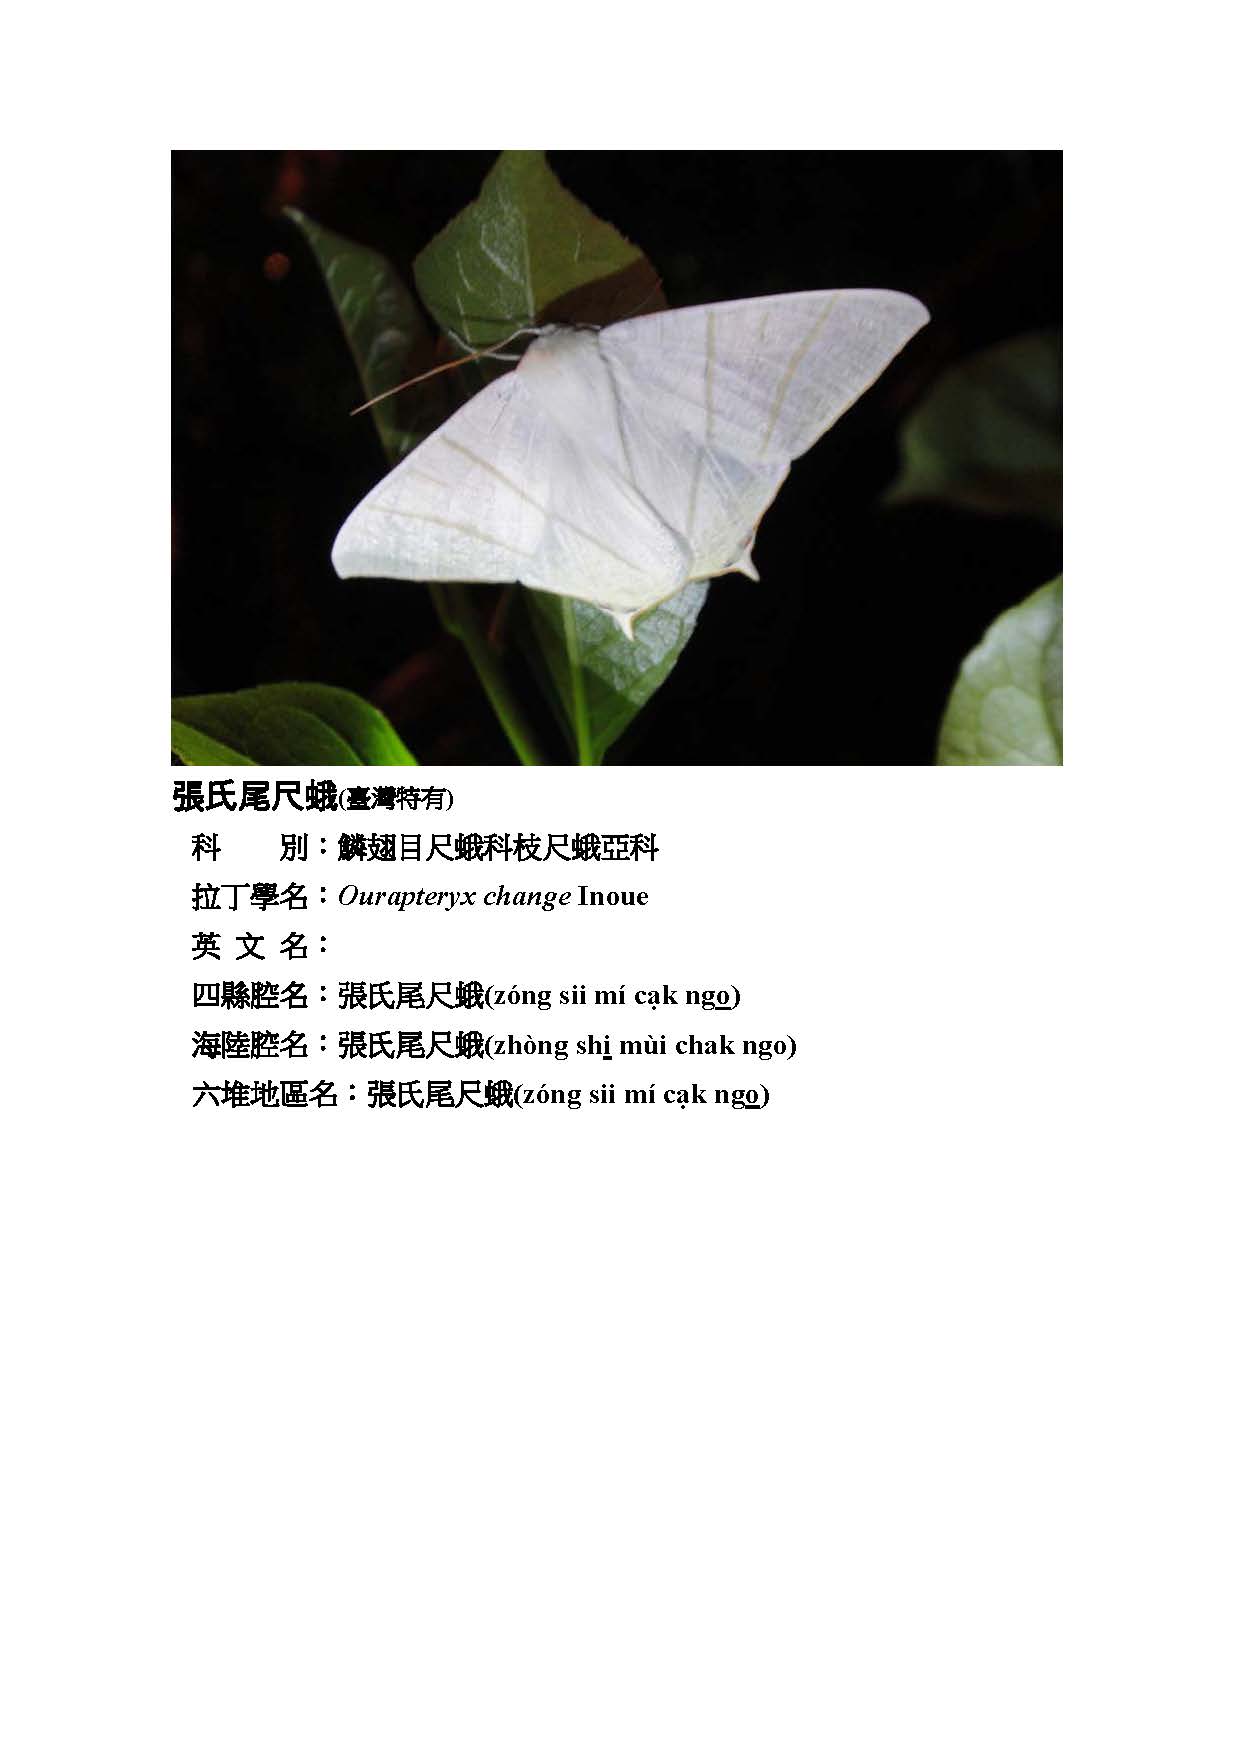 張氏尾尺蛾(臺灣特有)
科　　別：鱗翅目尺蛾科枝尺蛾亞科
拉丁學名：Ourapteryx change Inoue
英 文 名：
四縣腔名：張氏尾尺蛾(zóng sii mí cạk ngo)
海陸腔名：張氏尾尺蛾(zhòng shi mùi chak ngo)
六堆地區名：張氏尾尺蛾(zóng sii mí cạk ngo)